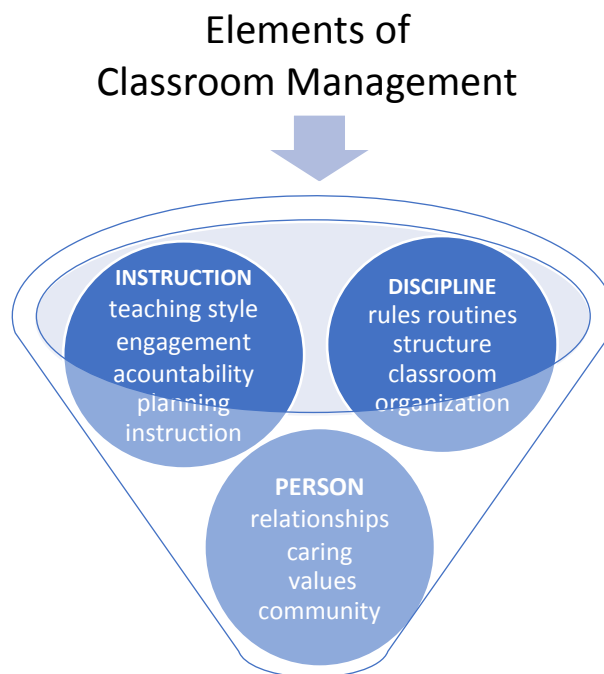 Elements of
Classroom Management
INSTRUCTION
teaching style
engagement
acountability
planning
instruction
DISCIPLINE
rules routines
structure
classroom
organization
PERSON
relationships
caring
values
community